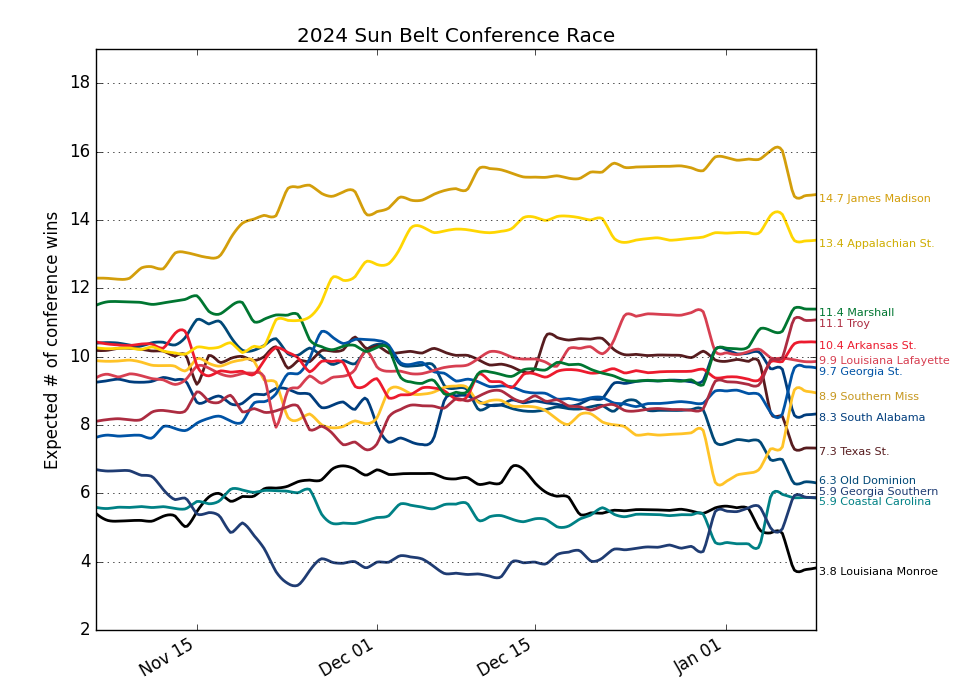 2024 Sun Belt Conference Race
Expected # of conference wins
18
16
14
12
10
8
6
4
2
Nov 15
Dec 01
Dec 15
Jan 01
14.7 James Madison
13.4 Appalachian St.
11.4 Marshall
11.1 Troy
10.4 Arkansas St.
9.9 Louisiana Lafayette
9.7 Georgia St.
8.9 Southern Miss
8.3 South Alabama
7.3 Texas St.
6.3 Old Dominion
5.9 Georgia Southern
5.9 Coastal Carolina
3.8 Louisiana Monroe